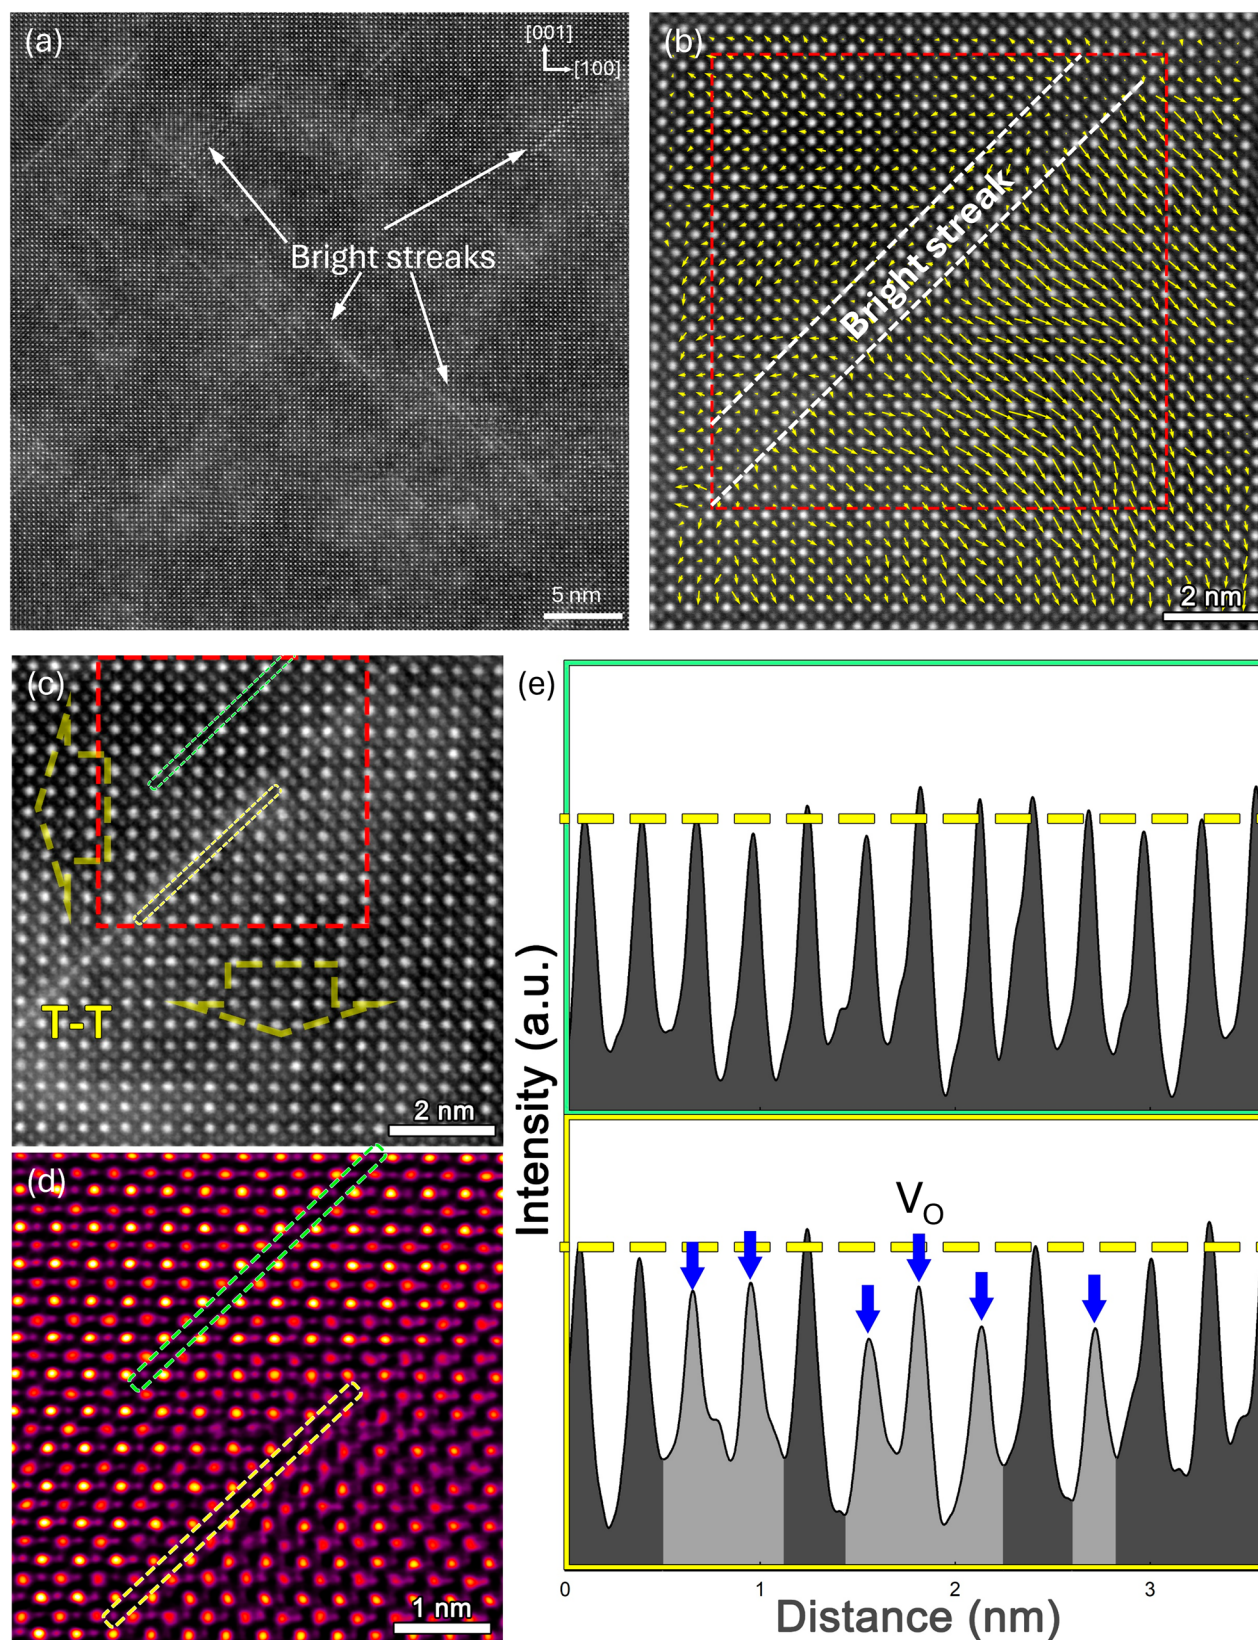 (a)
[001]
[100]
Bright streaks
5 nm
(b)
Bright streak
2 nm
(c)
T-T
2 nm
(d)
1 nm
(e)
Intensity (a.u.)
V_O
0 1 2 3
Distance (nm)